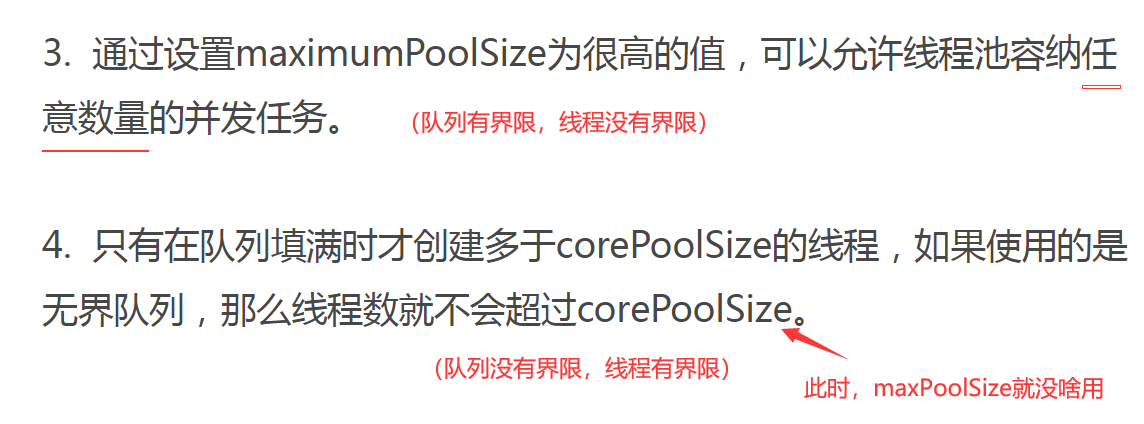 3. 通过设置maximumPoolSize为很高的值，可以允许线程池容纳任
意数量的并发任务。 （队列有界限，线程没有界限）
4. 只有在队列填满时才创建多于corePoolSize的线程，如果使用的是
无界队列，那么线程数就不会超过corePoolSize。
（队列没有界限，线程有界限）
此时，maxPoolSize就没啥用